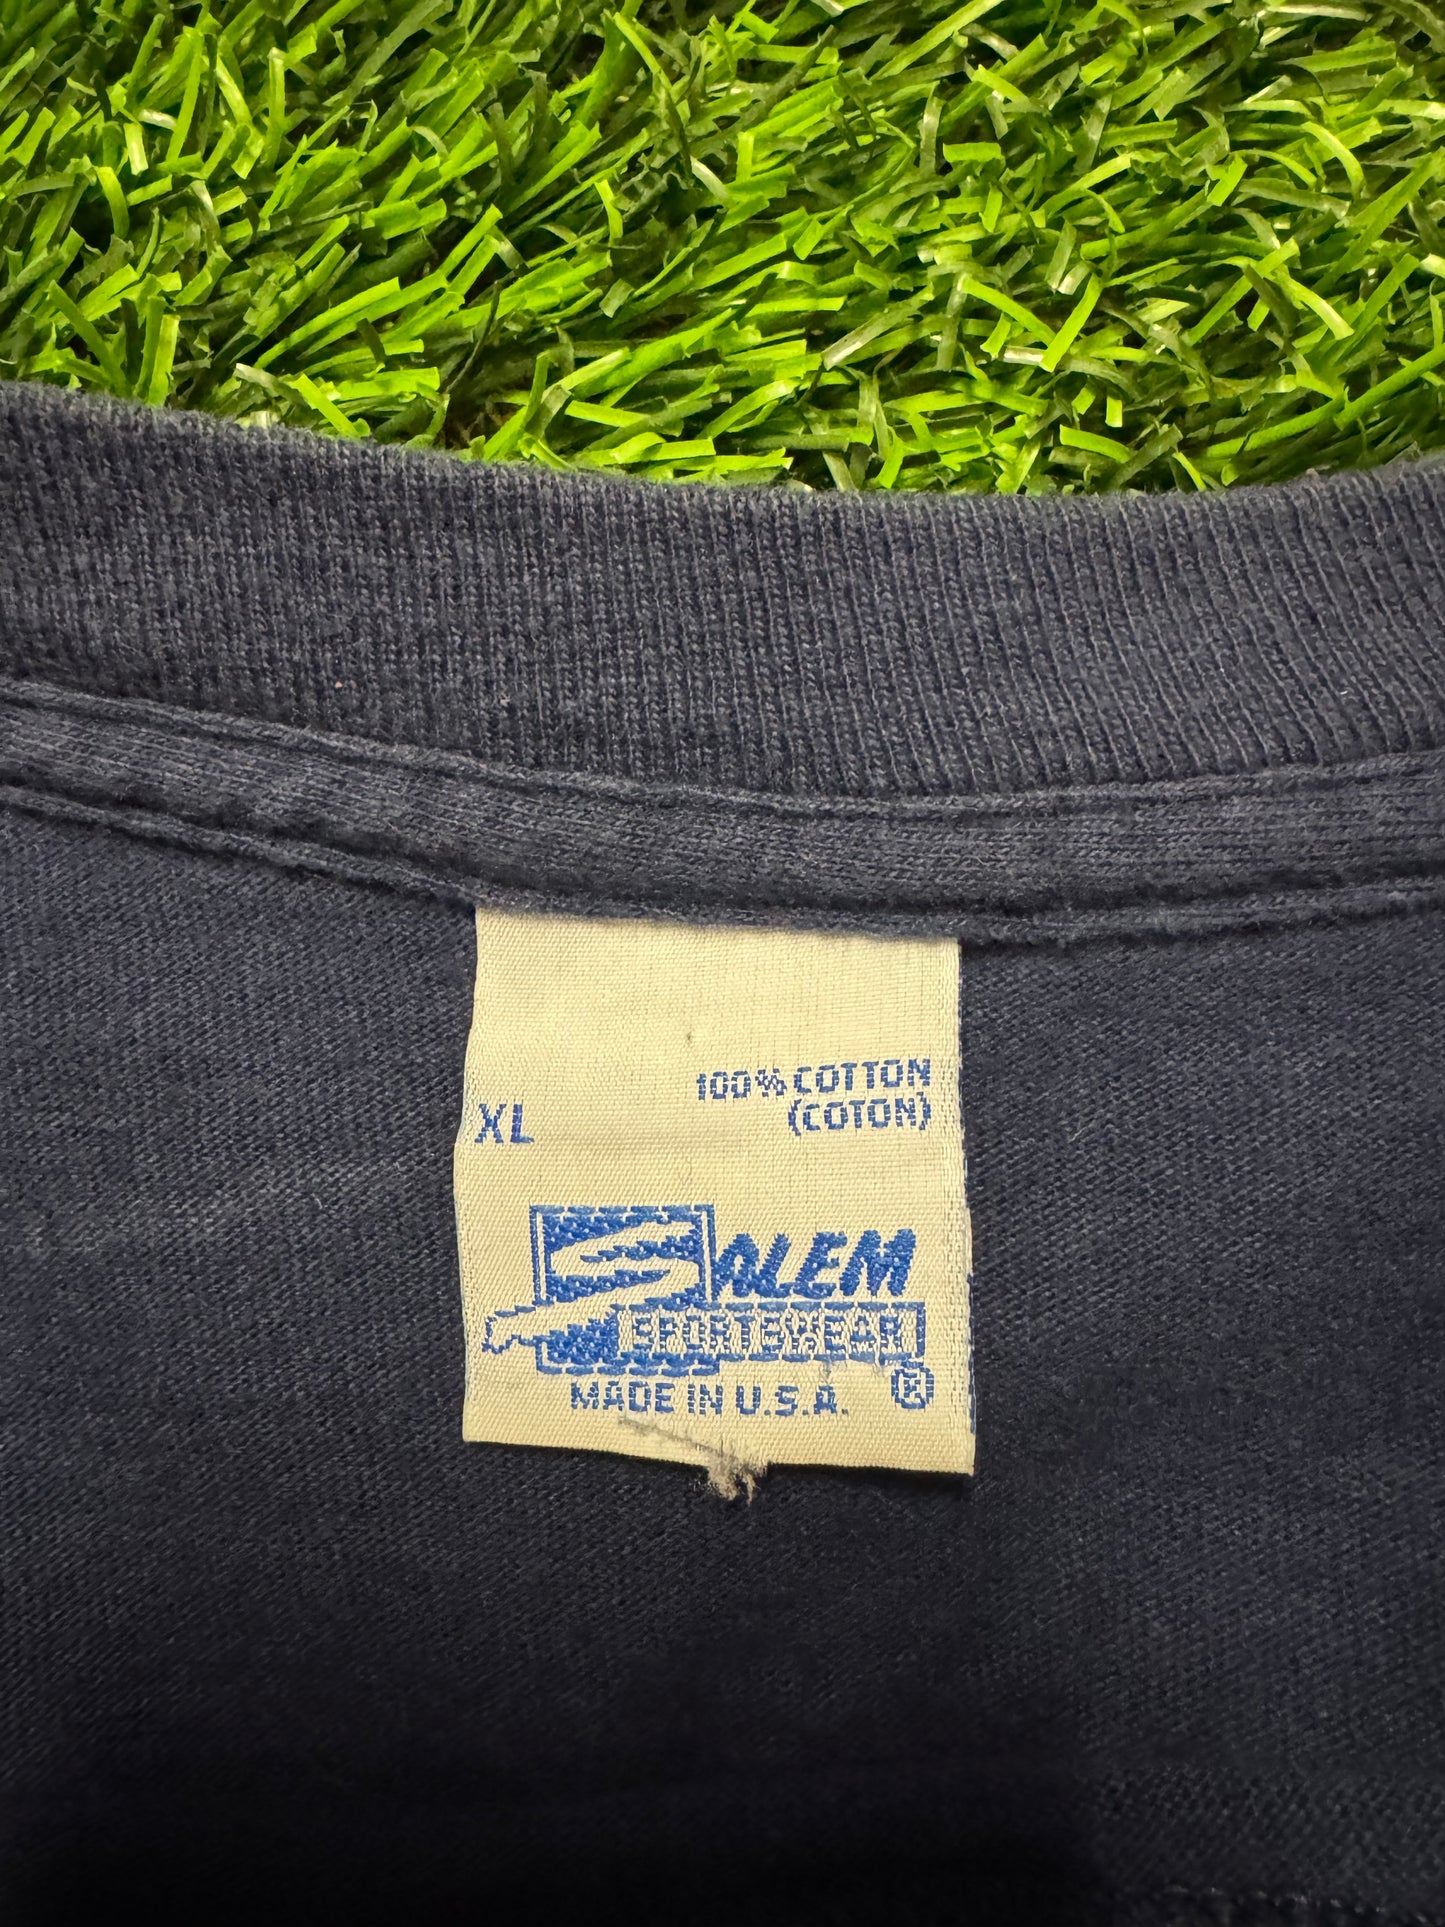 100% COTTON
(COTON)
XL
SALEM
SPORTSWEAR
®
MADE IN U.S.A.